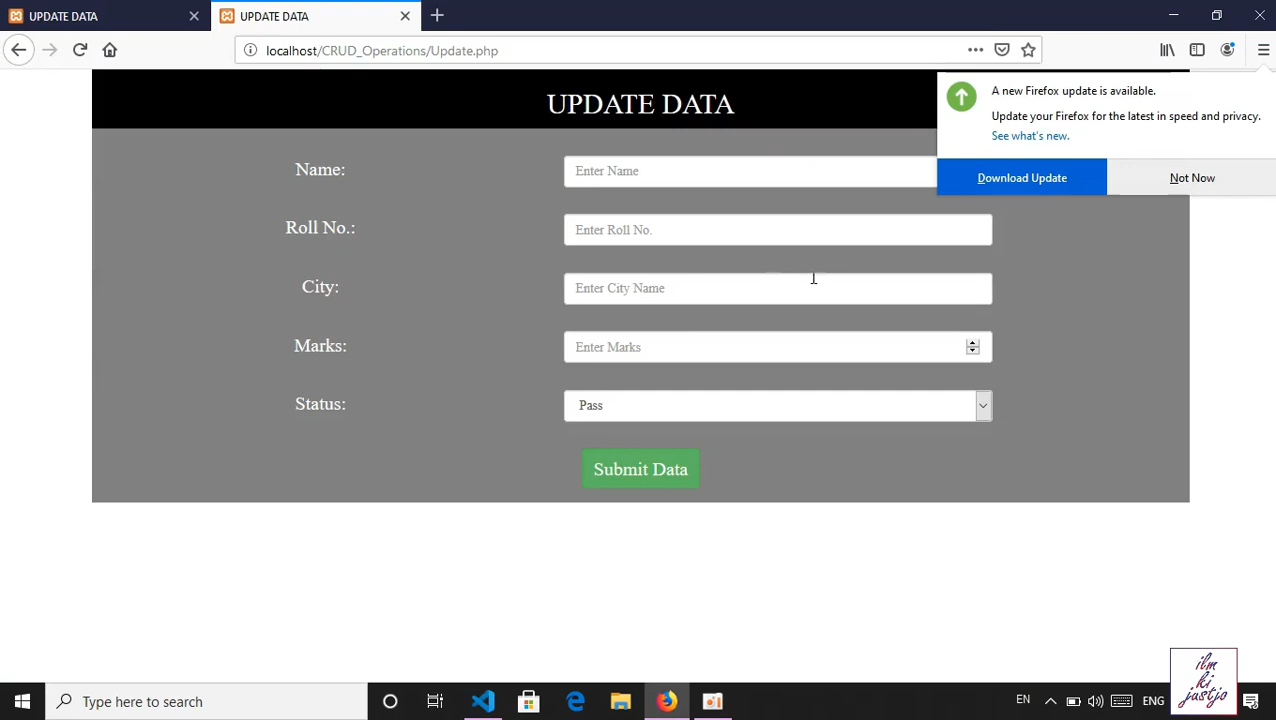 UPDATE DATA
UPDATE DATA
localhost/CRUD_Operations/Update.php
UPDATE DATA
A new Firefox update is available.
Update your Firefox for the latest in speed and privacy.
See what's new.
Download Update
Not Now
Name:
Enter Name
Roll No.:
Enter Roll No.
City:
Enter City Name
Marks:
Enter Marks
Status:
Pass
Submit Data
ilm
ki
justjo
Type here to search
EN
ENG